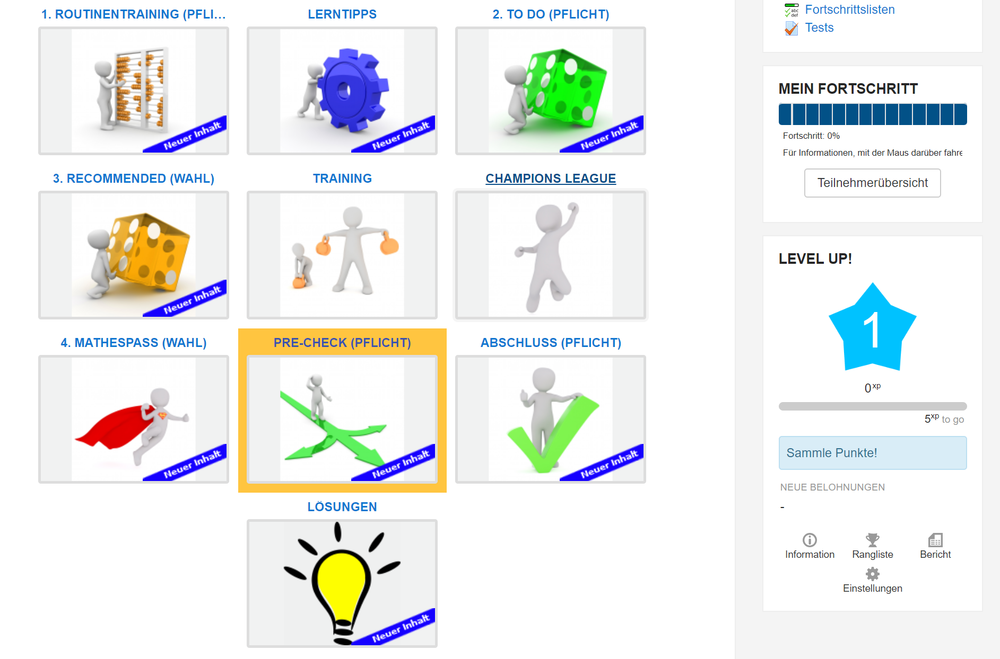 1. ROUTINENTRAINING (PFLI...
LERNTIPPS
2. TO DO (PFLICHT)
Neuer Inhalt
Neuer Inhalt
Neuer Inhalt
3. RECOMMENDED (WAHL)
TRAINING
CHAMPIONS LEAGUE
Neuer Inhalt
4. MATHESPASS (WAHL)
PRE-CHECK (PFLICHT)
ABSCHLUSS (PFLICHT)
Neuer Inhalt
Neuer Inhalt
Neuer Inhalt
LÖSUNGEN
Neuer Inhalt
abc
def
Fortschrittslisten
Tests
MEIN FORTSCHRITT
Fortschritt: 0%
Für Informationen, mit der Maus darüber fahre
Teilnehmerübersicht
LEVEL UP!
1
0xp
5xp to go
Sammle Punkte!
NEUE BELOHNUNGEN
-
Information
Rangliste
Bericht
Einstellungen